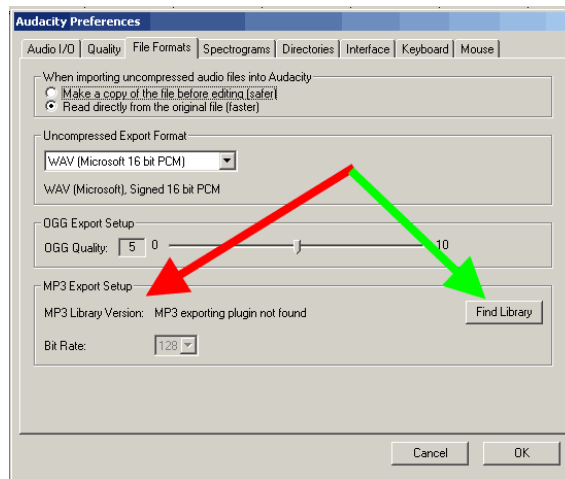 Audacity Preferences
Audio I/O Quality File Formats Spectrograms Directories Interface Keyboard Mouse
When importing uncompressed audio files into Audacity
Make a copy of the file before editing (safer)
Read directly from the original file (faster)
Uncompressed Export Format
WAV (Microsoft 16 bit PCM)
WAV (Microsoft), Signed 16 bit PCM
OGG Export Setup
OGG Quality: 5 0 10
MP3 Export Setup
MP3 Library Version: MP3 exporting plugin not found Find Library
Bit Rate: 128
Cancel OK